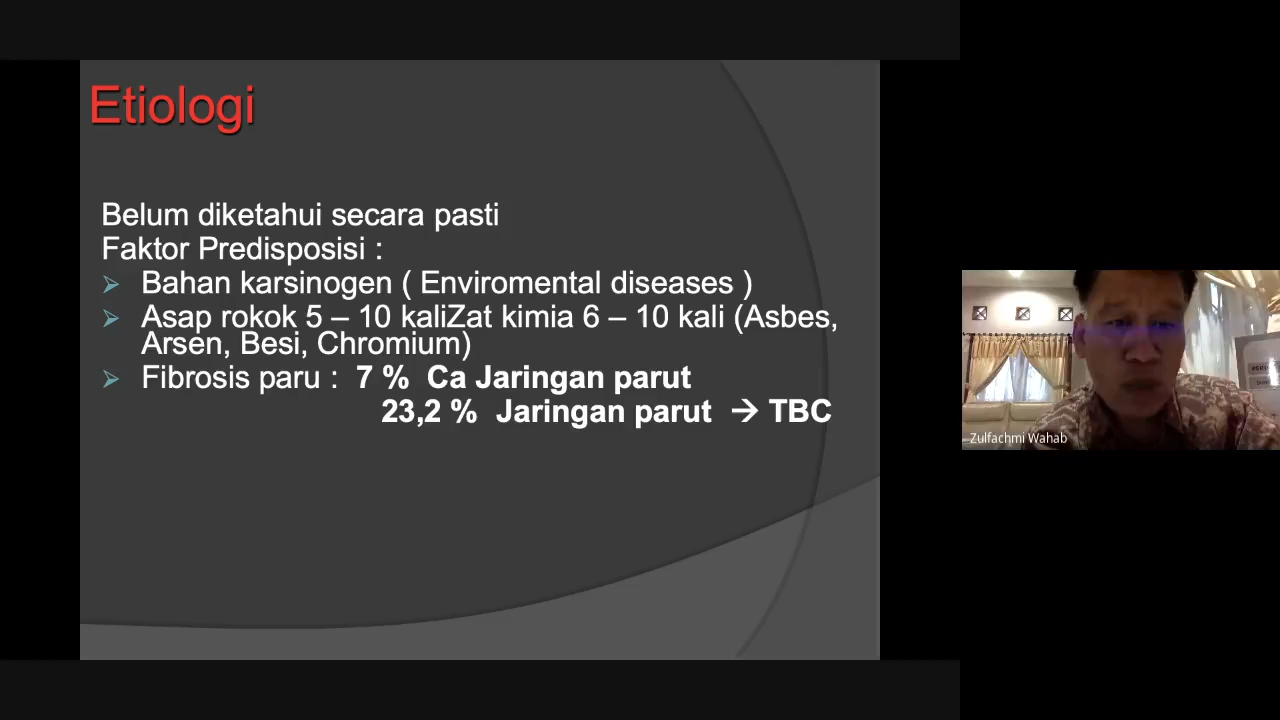 Etiologi
Belum diketahui secara pasti
Faktor Predisposisi :
➢ Bahan karsinogen ( Enviromental diseases )
➢ Asap rokok 5 – 10 kaliZat kimia 6 – 10 kali (Asbes,
Arsen, Besi, Chromium)
➢ Fibrosis paru : 7 % Ca Jaringan parut
23,2 % Jaringan parut → TBC
Zulfachmi Wahab